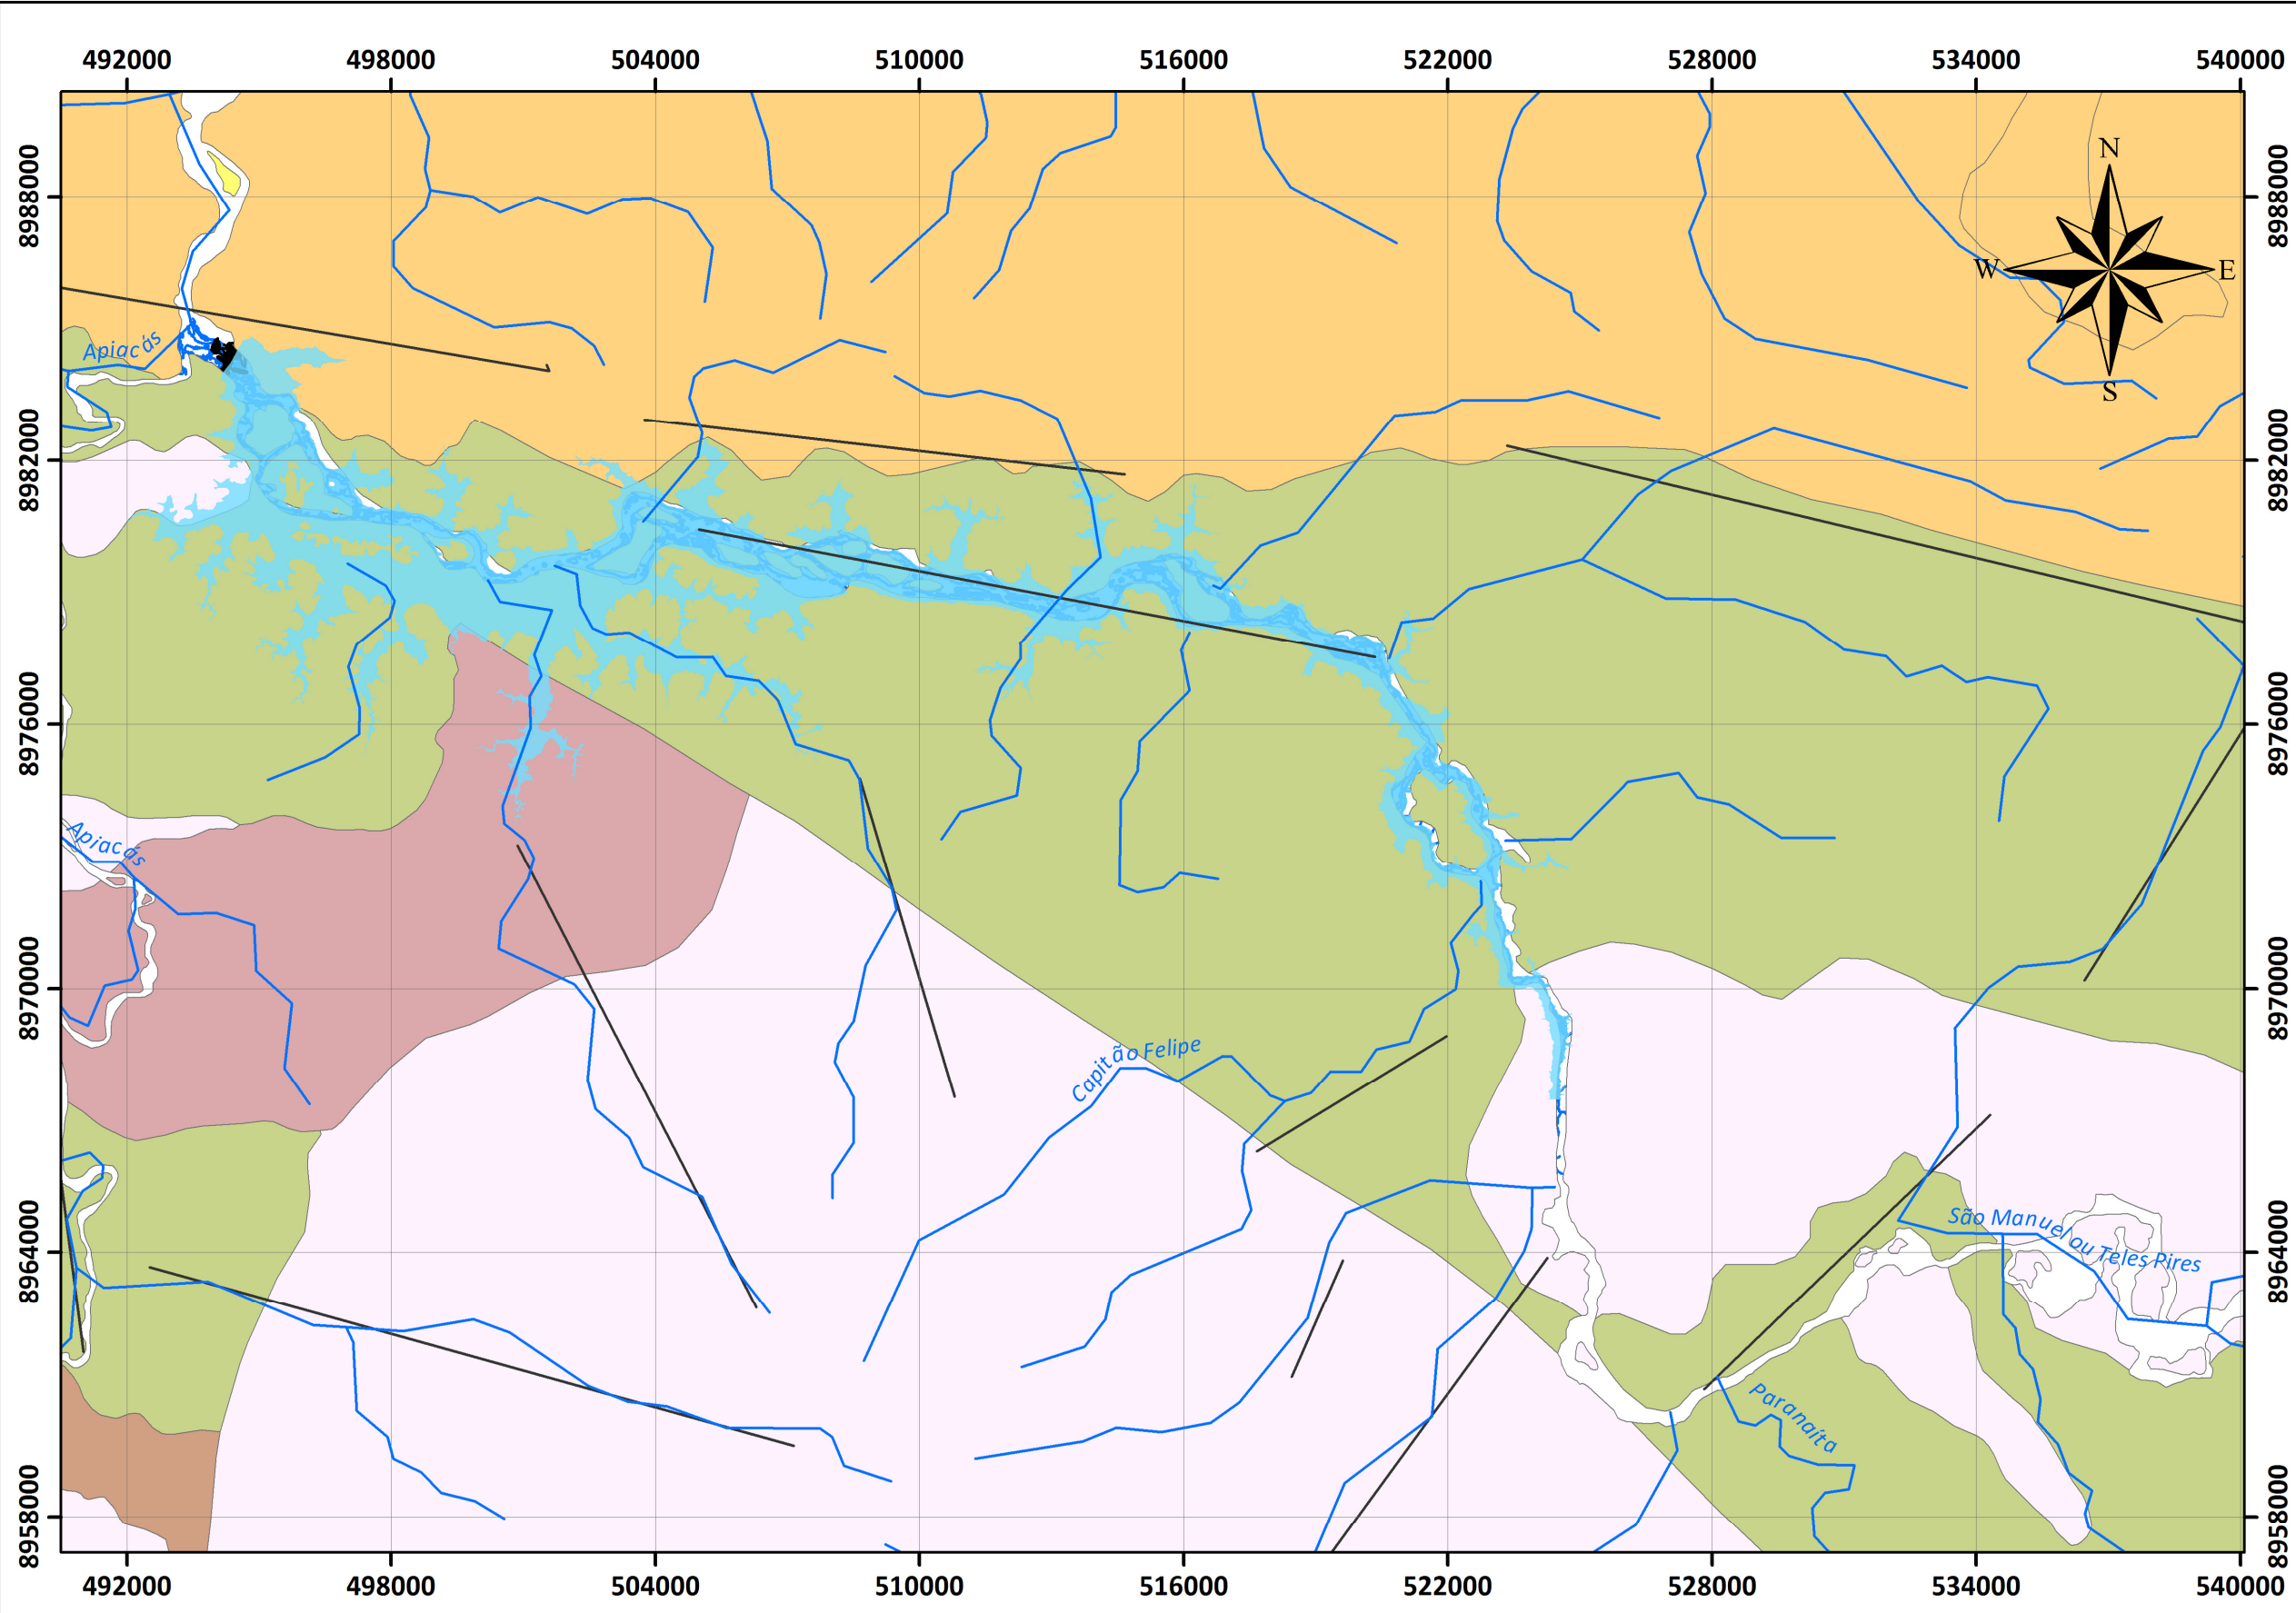 492000 498000 504000 510000 516000 522000 528000 534000 540000
N
W E
S
8988000 8988000
Apiacás
8982000 8982000
8976000 8976000
Apiacás
8970000 8970000
Capitão Felipe
São Manuel ou Teles Pires
8964000 8964000
Paranaíta
8958000 8958000
492000 498000 504000 510000 516000 522000 528000 534000 540000